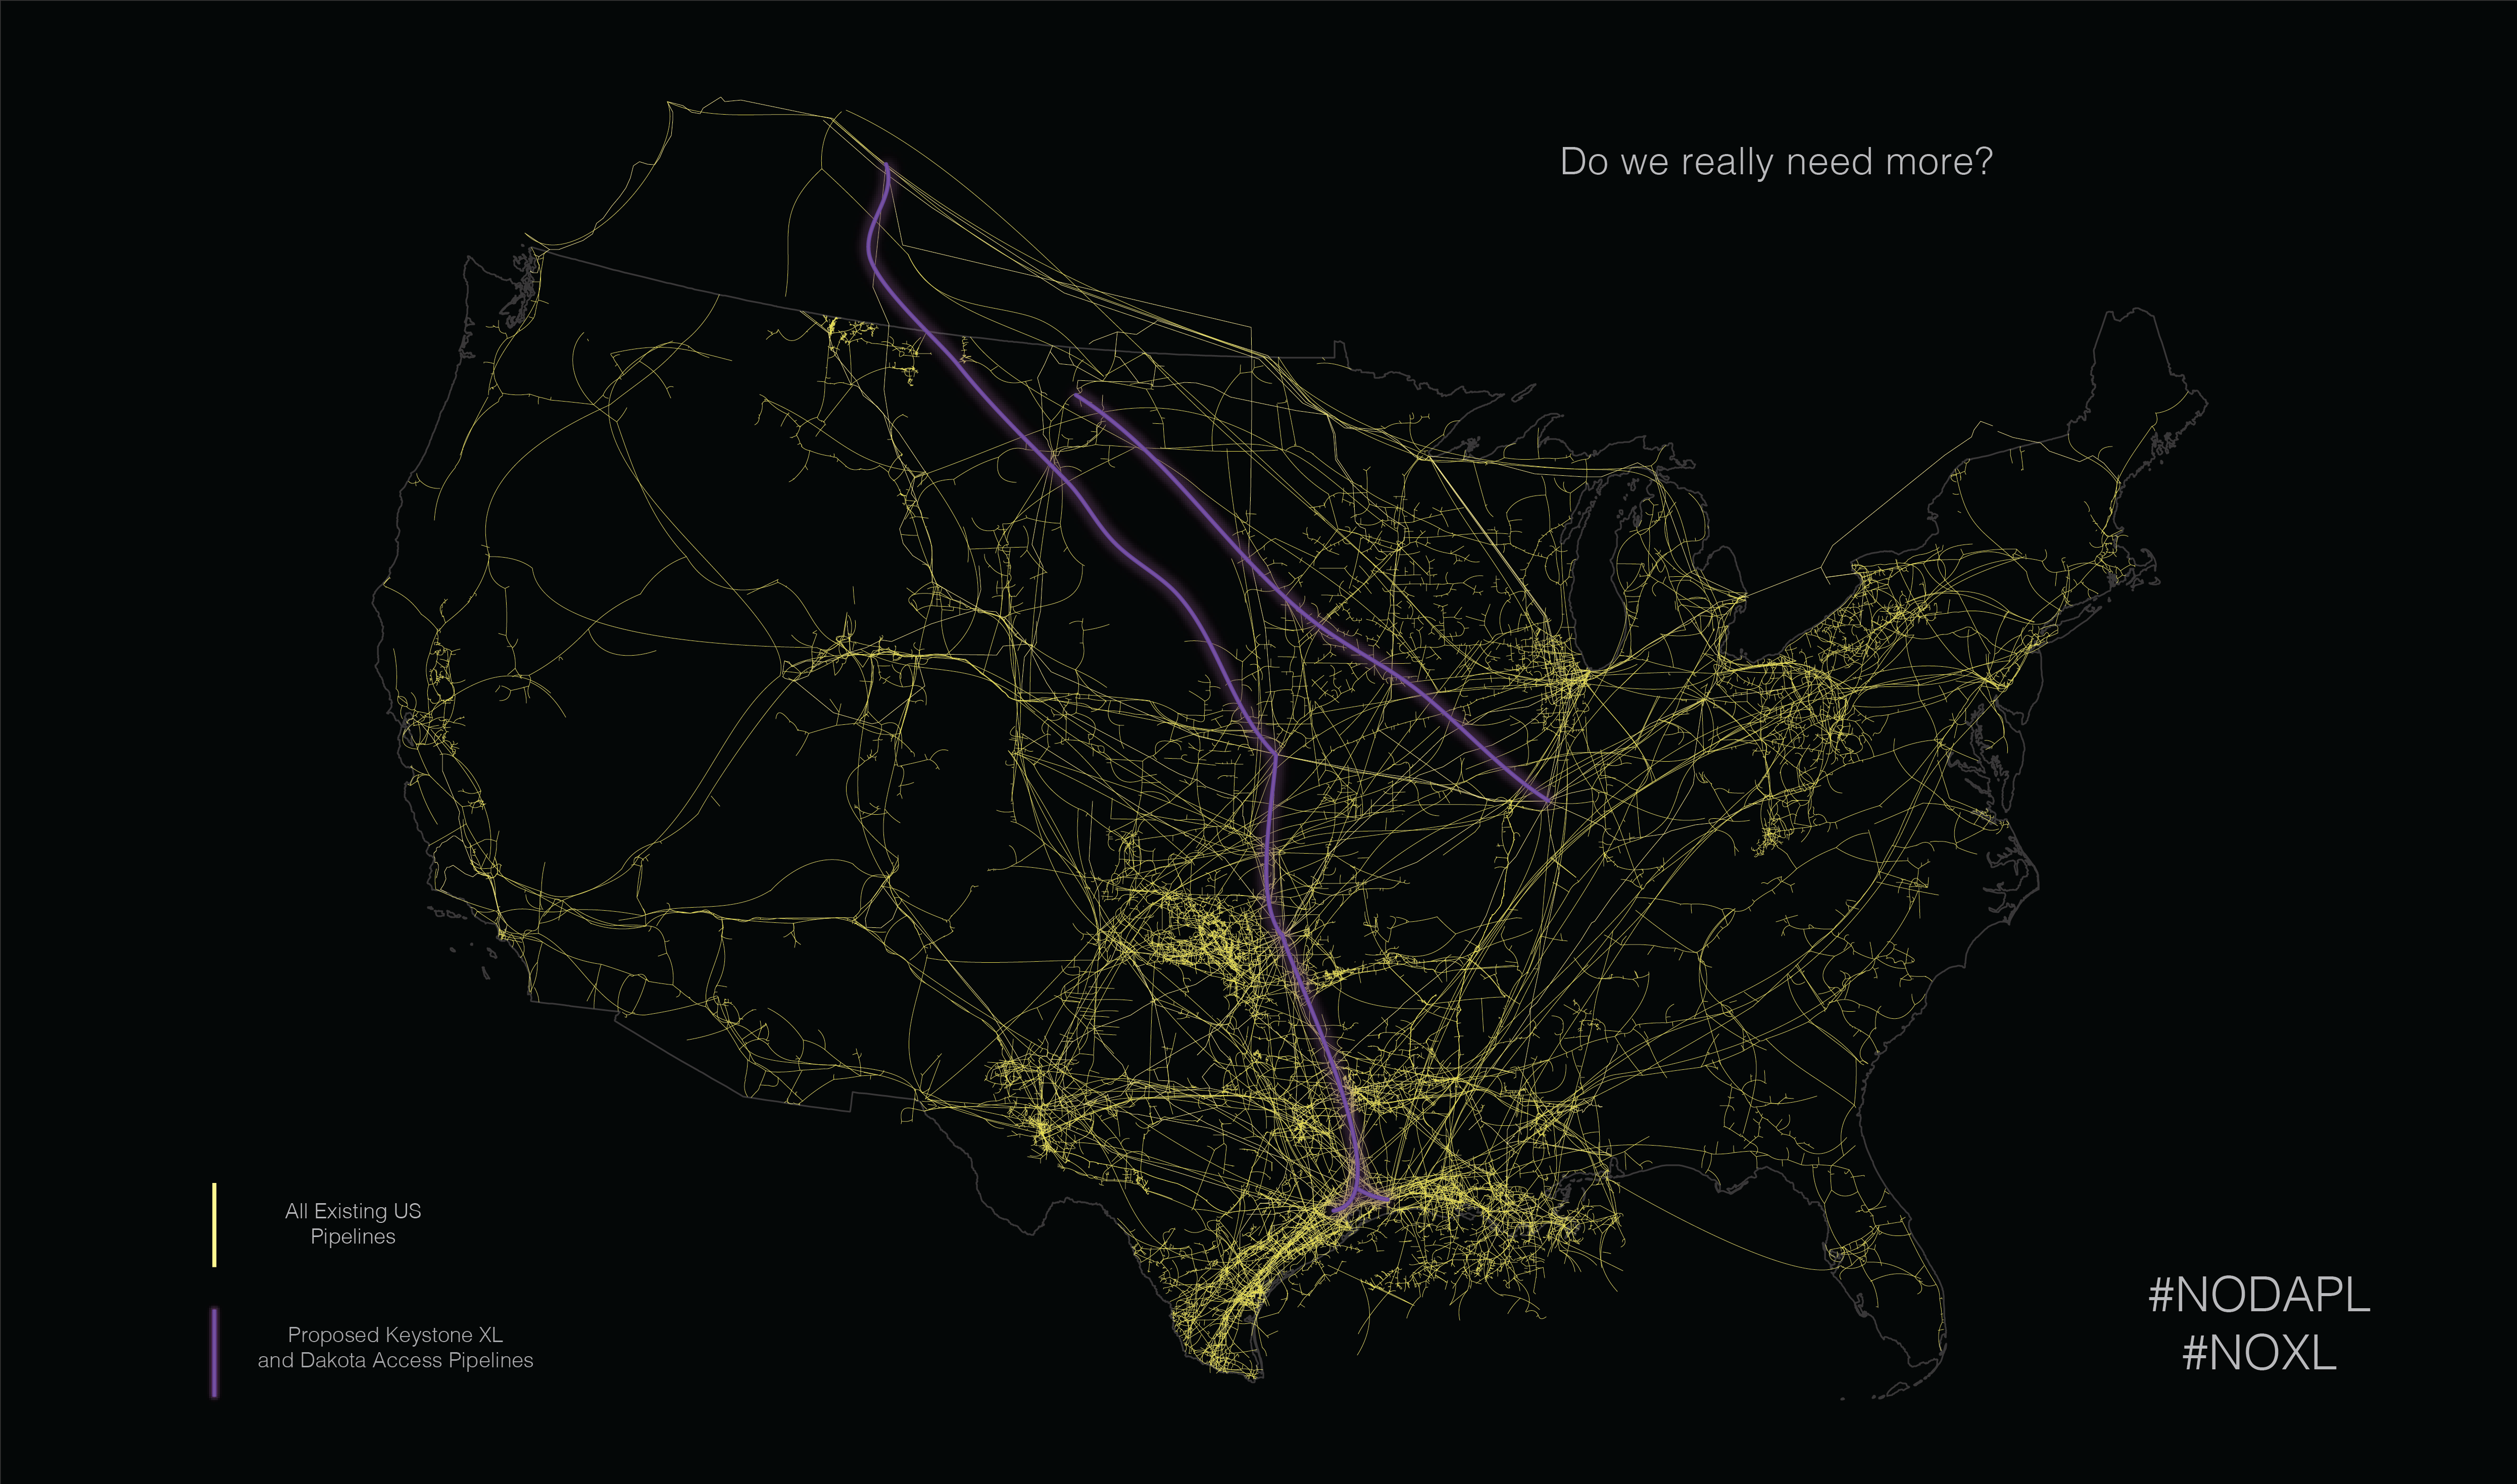 Do we really need more?
All Existing US
Pipelines
Proposed Keystone XL
and Dakota Access Pipelines
#NODAPL
#NOXL